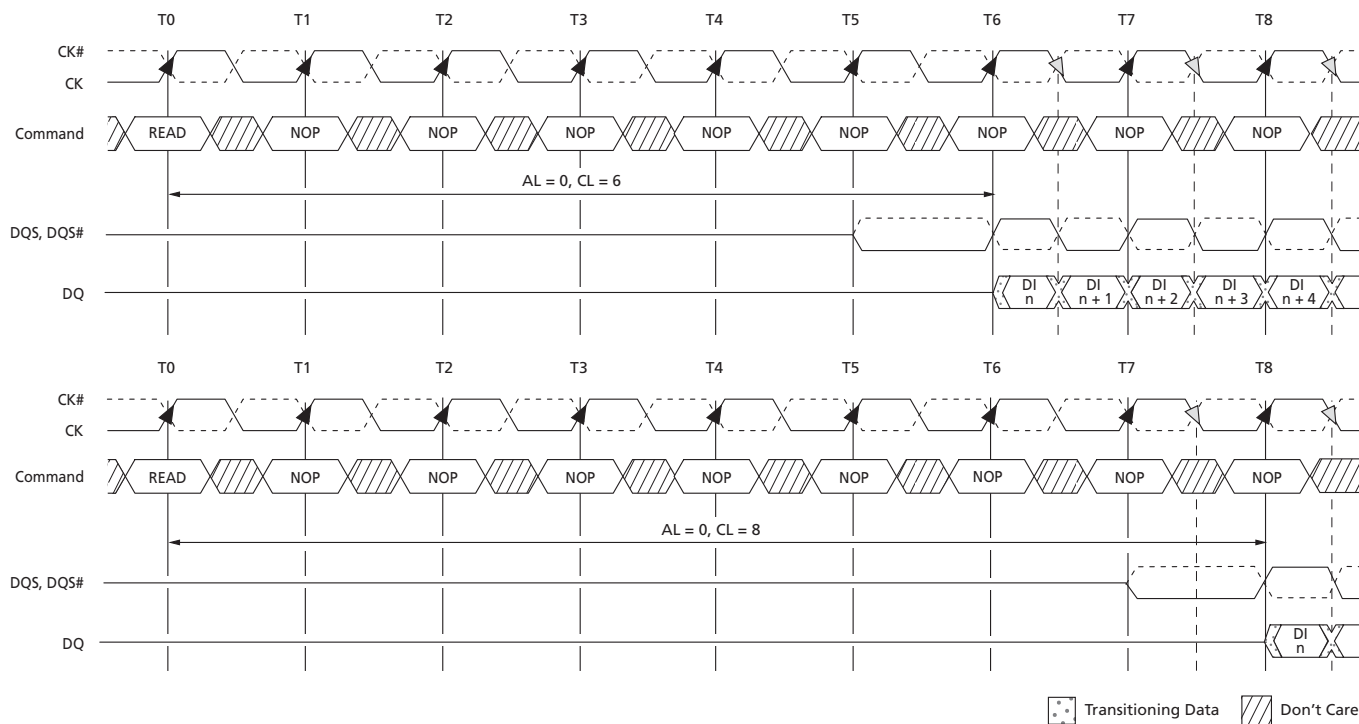 T0 T1 T2 T3 T4 T5 T6 T7 T8
CK#
CK
Command READ NOP NOP NOP NOP NOP NOP NOP NOP
AL = 0, CL = 6
DQS, DQS#
DQ DI n DI n + 1 DI n + 2 DI n + 3 DI n + 4
T0 T1 T2 T3 T4 T5 T6 T7 T8
CK#
CK
Command READ NOP NOP NOP NOP NOP NOP NOP NOP
AL = 0, CL = 8
DQS, DQS#
DQ DI n
Transitioning Data Don't Care